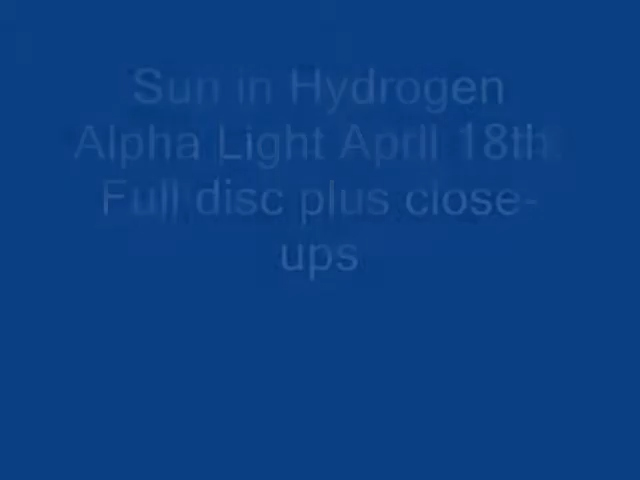 Sun in Hydrogen
Alpha Light April 18th.
Full disc plus close-
ups